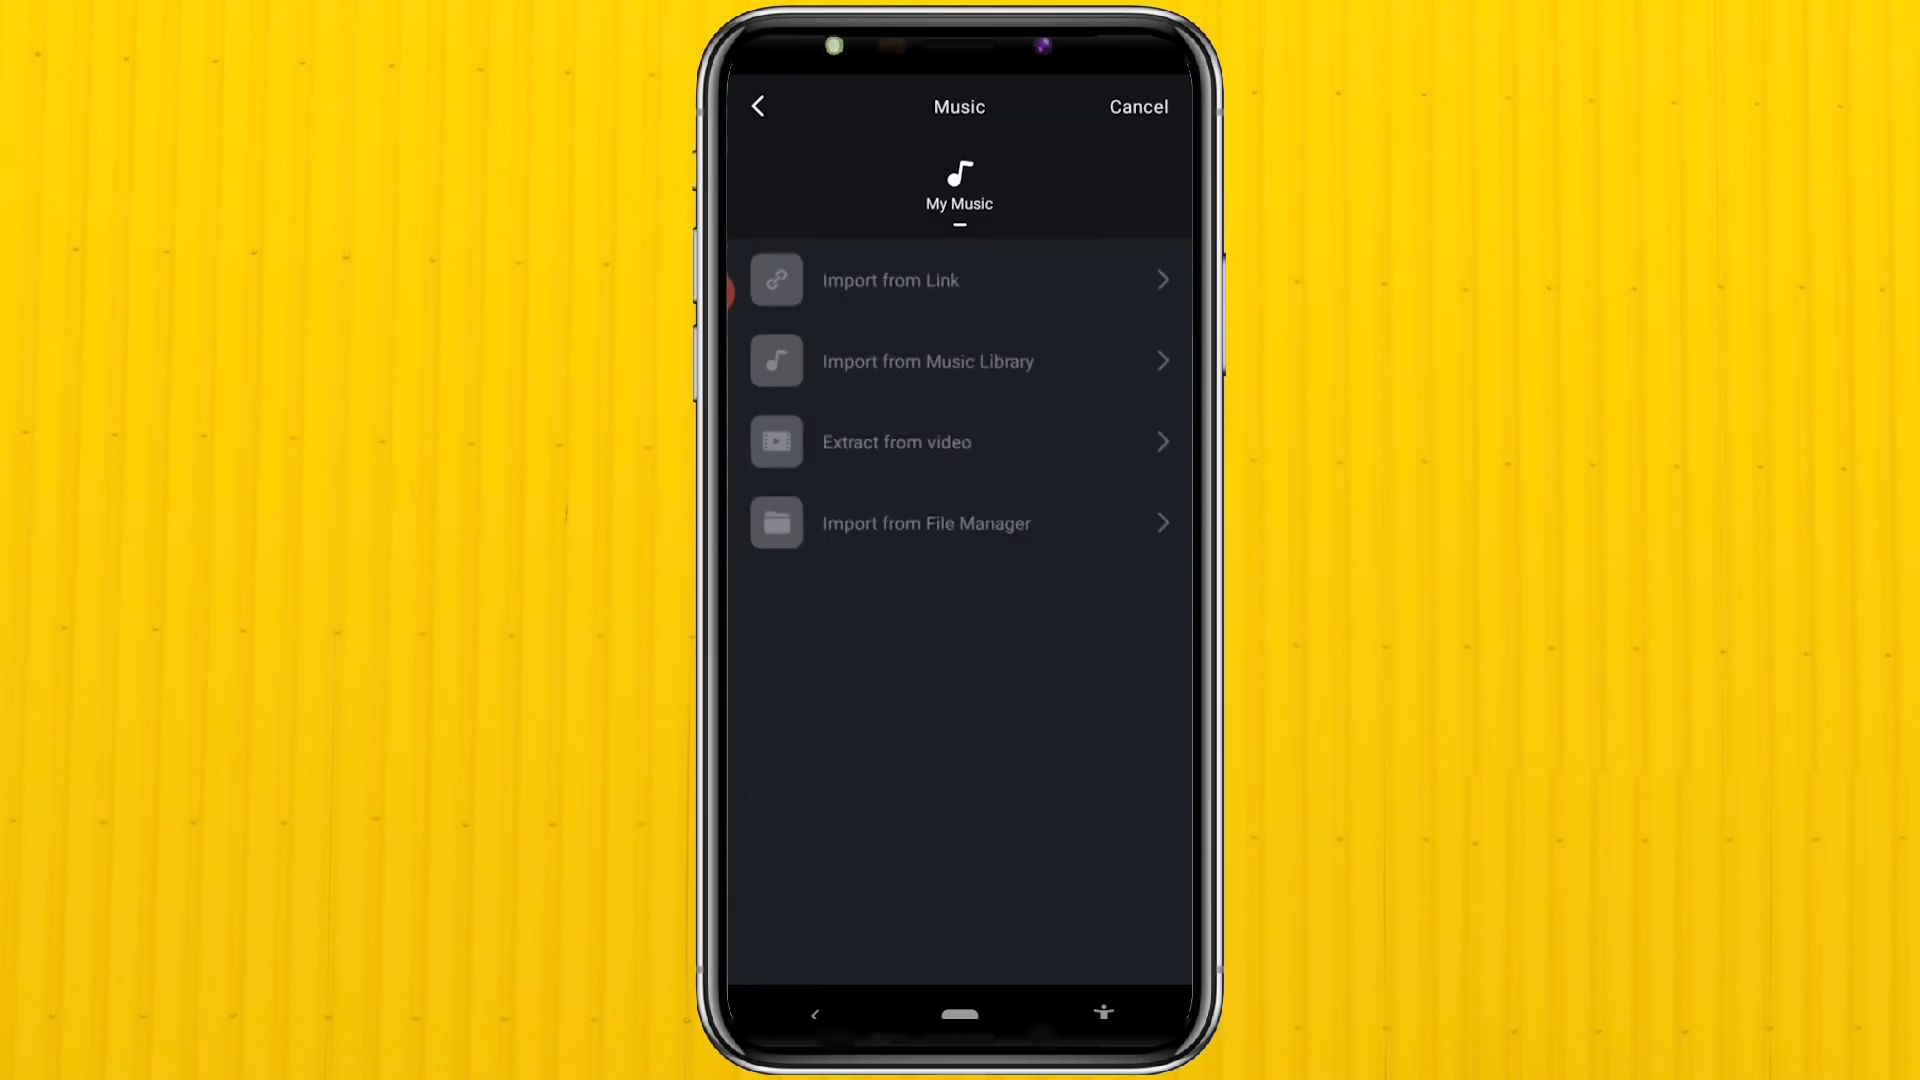 Music
Cancel
My Music
Import from Link
Import from Music Library
Extract from video
Import from File Manager